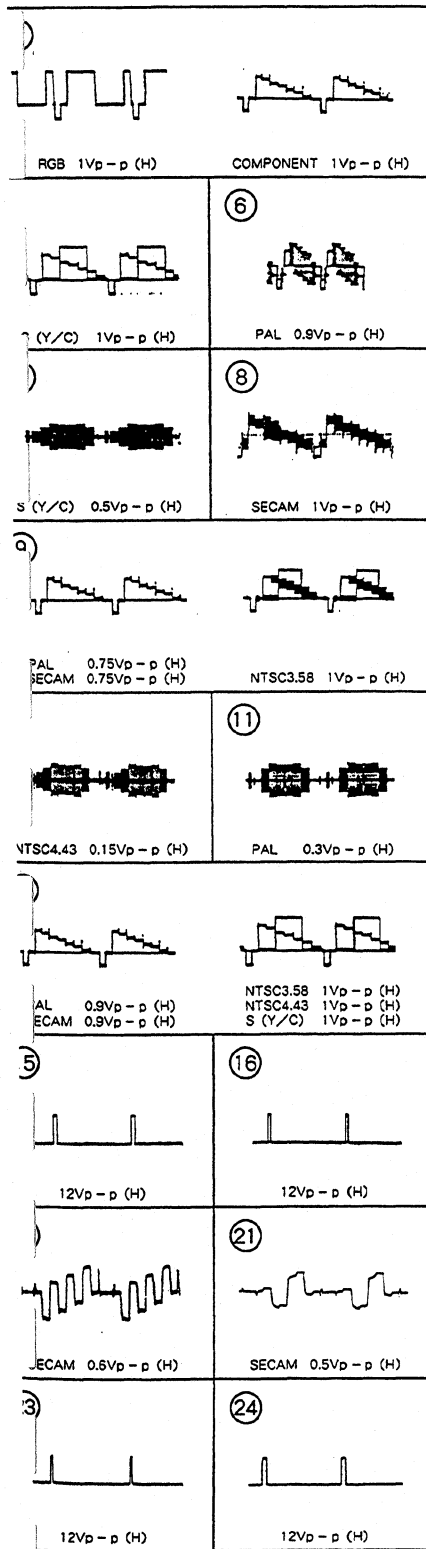 RGB 1Vp-p (H)
COMPONENT 1Vp-p (H)
(Y/C) 1Vp-p (H)
6
PAL 0.9Vp-p (H)
S (Y/C) 0.5Vp-p (H)
8
SECAM 1Vp-p (H)
9
PAL 0.75Vp-p (H)
SECAM 0.75Vp-p (H)
NTSC3.58 1Vp-p (H)
NTSC4.43 0.15Vp-p (H)
11
PAL 0.3Vp-p (H)
AL 0.9Vp-p (H)
ECAM 0.9Vp-p (H)
NTSC3.58 1Vp-p (H)
NTSC4.43 1Vp-p (H)
S (Y/C) 1Vp-p (H)
5
12Vp-p (H)
16
12Vp-p (H)
ECAM 0.6Vp-p (H)
21
SECAM 0.5Vp-p (H)
3
12Vp-p (H)
24
12Vp-p (H)